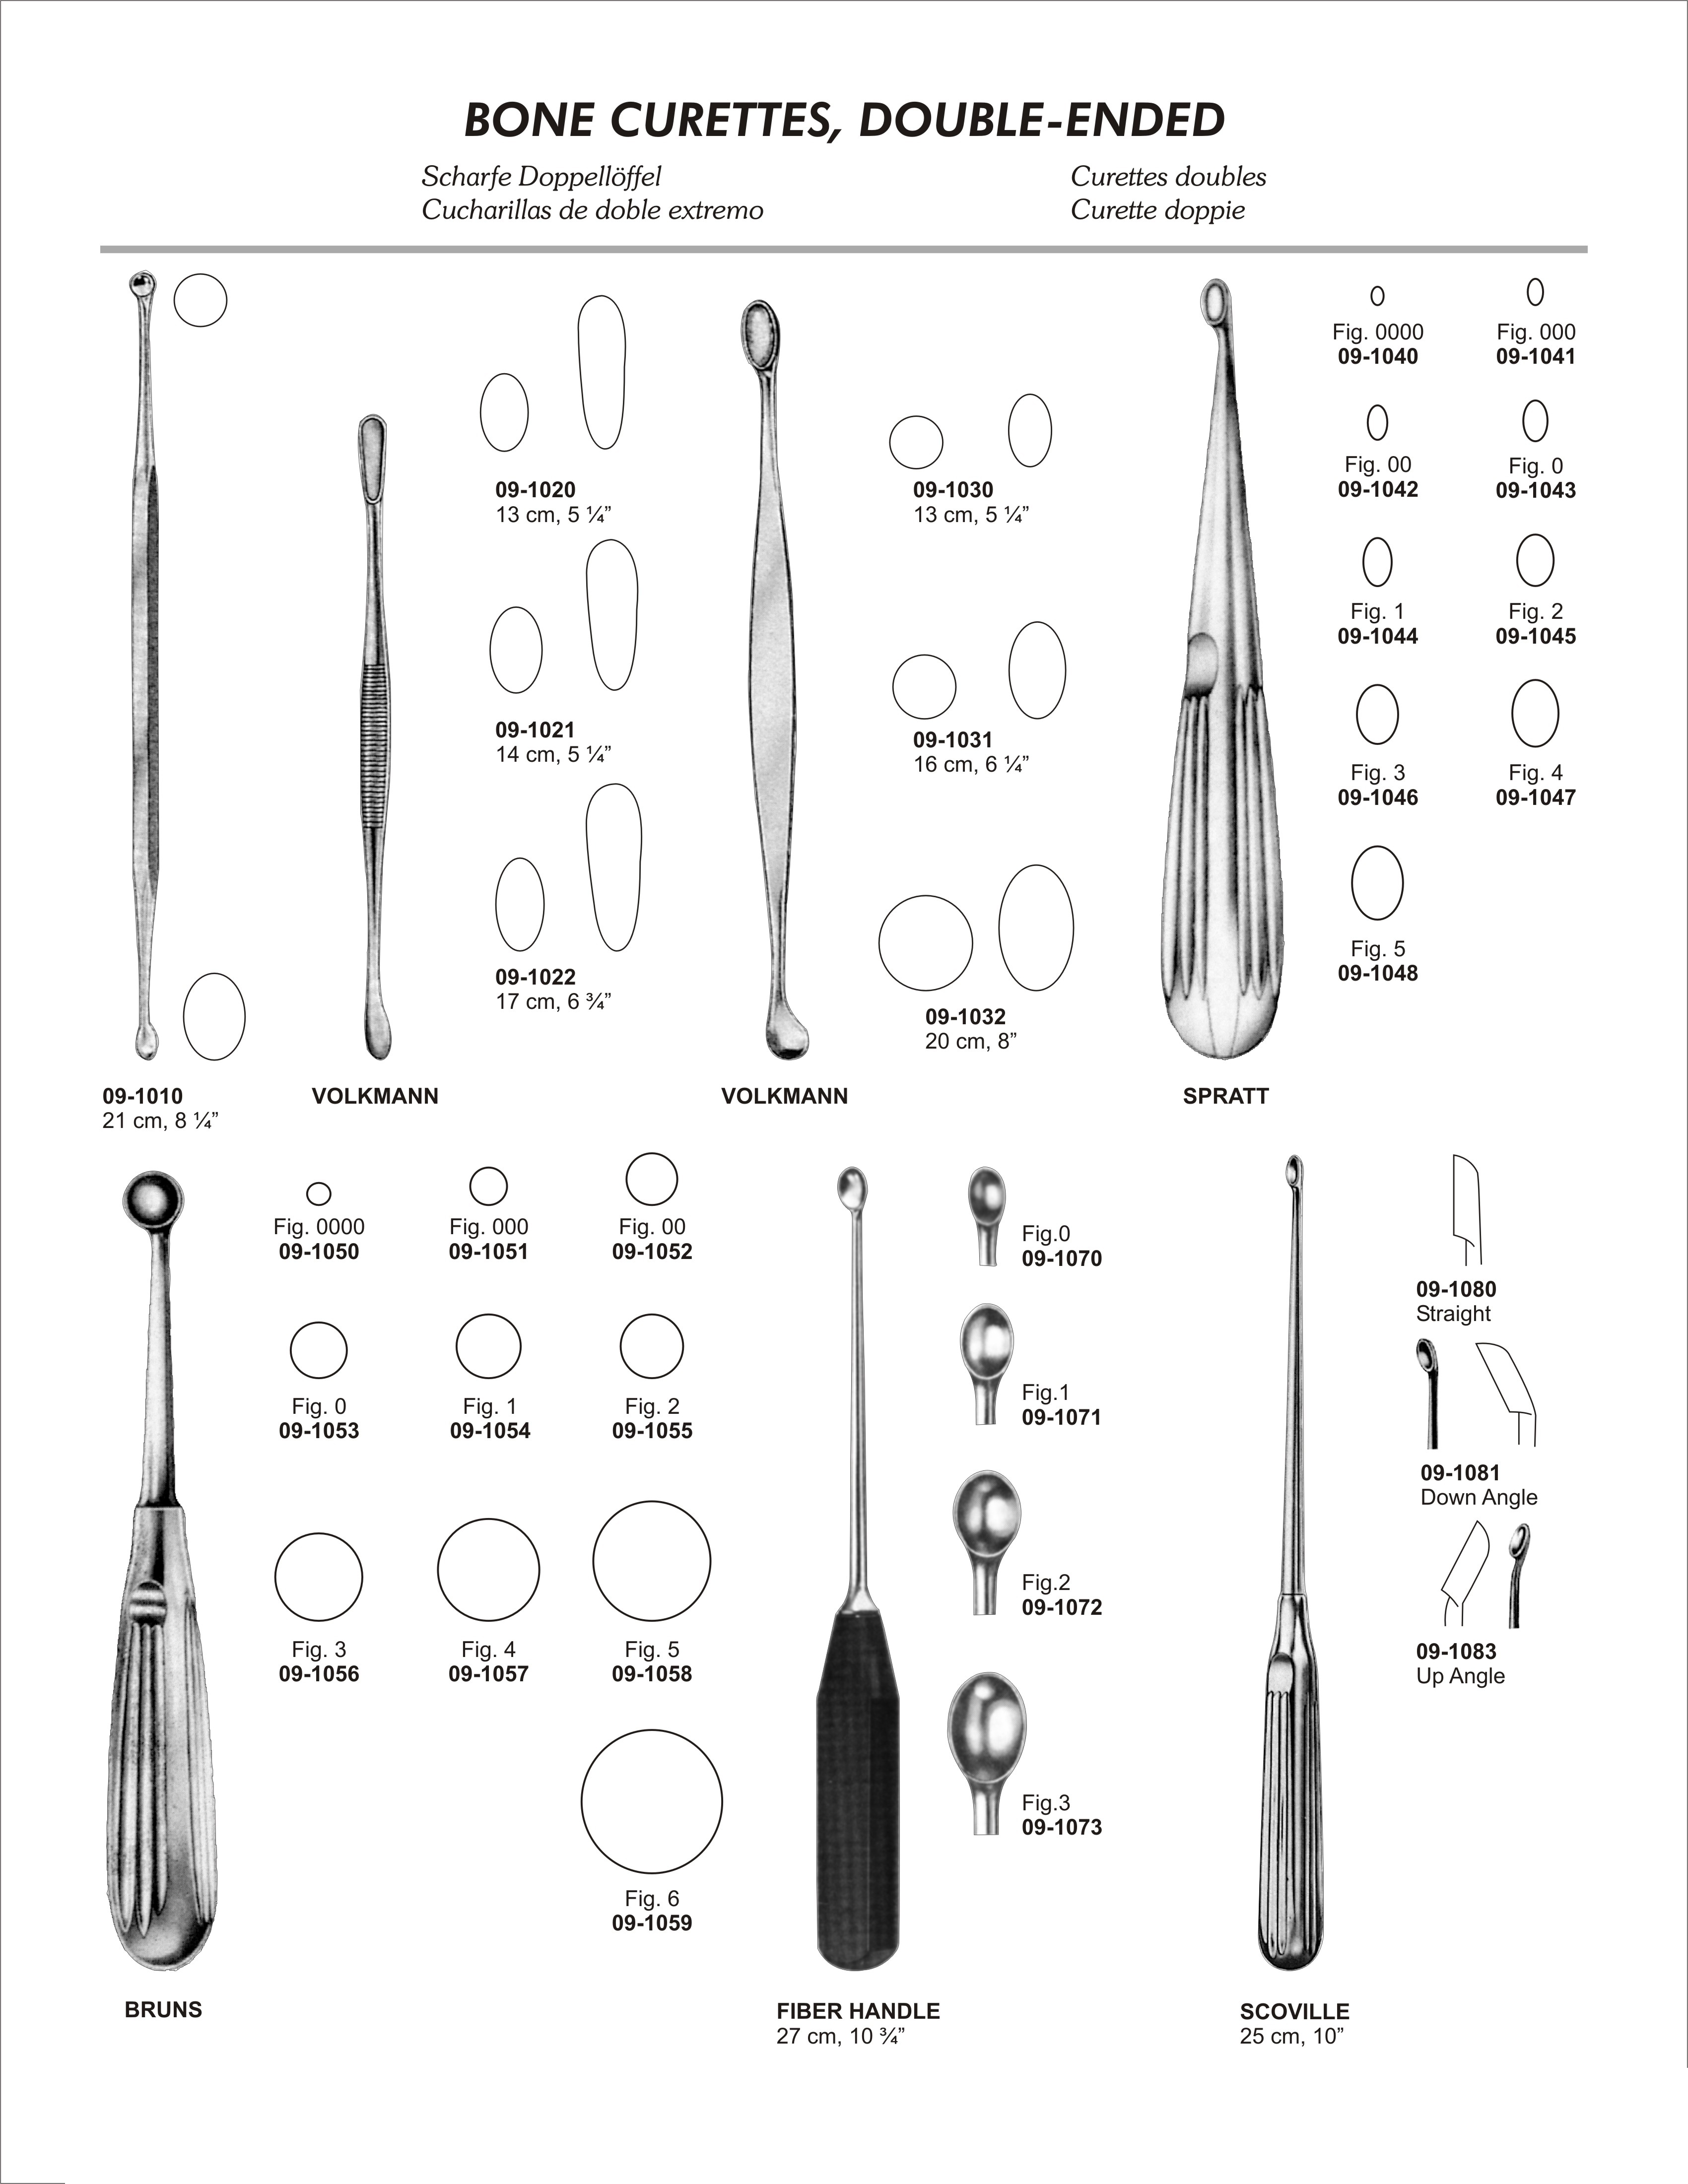 BONE CURETTES, DOUBLE-ENDED
Scharfe Doppellöffel
Cucharillas de doble extremo
Curettes doubles
Curette doppie
09-1010
21 cm, 8 ¼”
09-1020
13 cm, 5 ¼”
09-1021
14 cm, 5 ¼”
09-1022
17 cm, 6 ¾”
VOLKMANN
09-1030
13 cm, 5 ¼”
09-1031
16 cm, 6 ¼”
09-1032
20 cm, 8”
VOLKMANN
Fig. 0000
09-1040
Fig. 000
09-1041
Fig. 00
09-1042
Fig. 0
09-1043
Fig. 1
09-1044
Fig. 2
09-1045
Fig. 3
09-1046
Fig. 4
09-1047
Fig. 5
09-1048
SPRATT
Fig. 0000
09-1050
Fig. 000
09-1051
Fig. 00
09-1052
Fig. 0
09-1053
Fig. 1
09-1054
Fig. 2
09-1055
Fig. 3
09-1056
Fig. 4
09-1057
Fig. 5
09-1058
Fig. 6
09-1059
BRUNS
Fig.0
09-1070
Fig.1
09-1071
Fig.2
09-1072
Fig.3
09-1073
FIBER HANDLE
27 cm, 10 ¾”
09-1080
Straight
09-1081
Down Angle
09-1083
Up Angle
SCOVILLE
25 cm, 10”